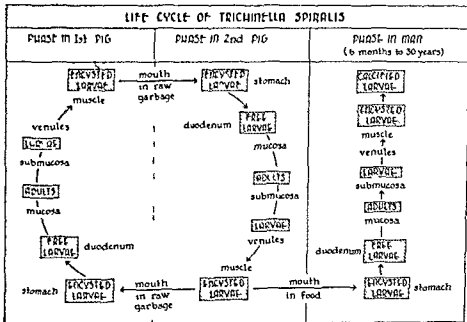 LIFE CYCLE OF TRICHINELLA SPIRALIS
PHASE IN 1st PIG
PHASE IN 2nd PIG
PHASE IN MAN
(6 months to 30 years)
ENCYSTED
LARVAE
muscle
venules
LARVAE
submucosa
ADULTS
mucosa
FREE
LARVAE
duodenum
stomach
ENCYSTED
LARVAE
mouth
in raw
garbage
ENCYSTED
LARVAE
stomach
duodenum
FREE
LARVAE
mucosa
ADULTS
submucosa
LARVAE
venules
muscle
ENCYSTED
LARVAE
mouth
in raw
garbage
mouth
in food
CALCIFIED
LARVAE
ENCYSTED
LARVAE
muscle
venules
LARVAE
submucosa
ADULTS
mucosa
duodenum
FREE
LARVAE
ENCYSTED
LARVAE
stomach